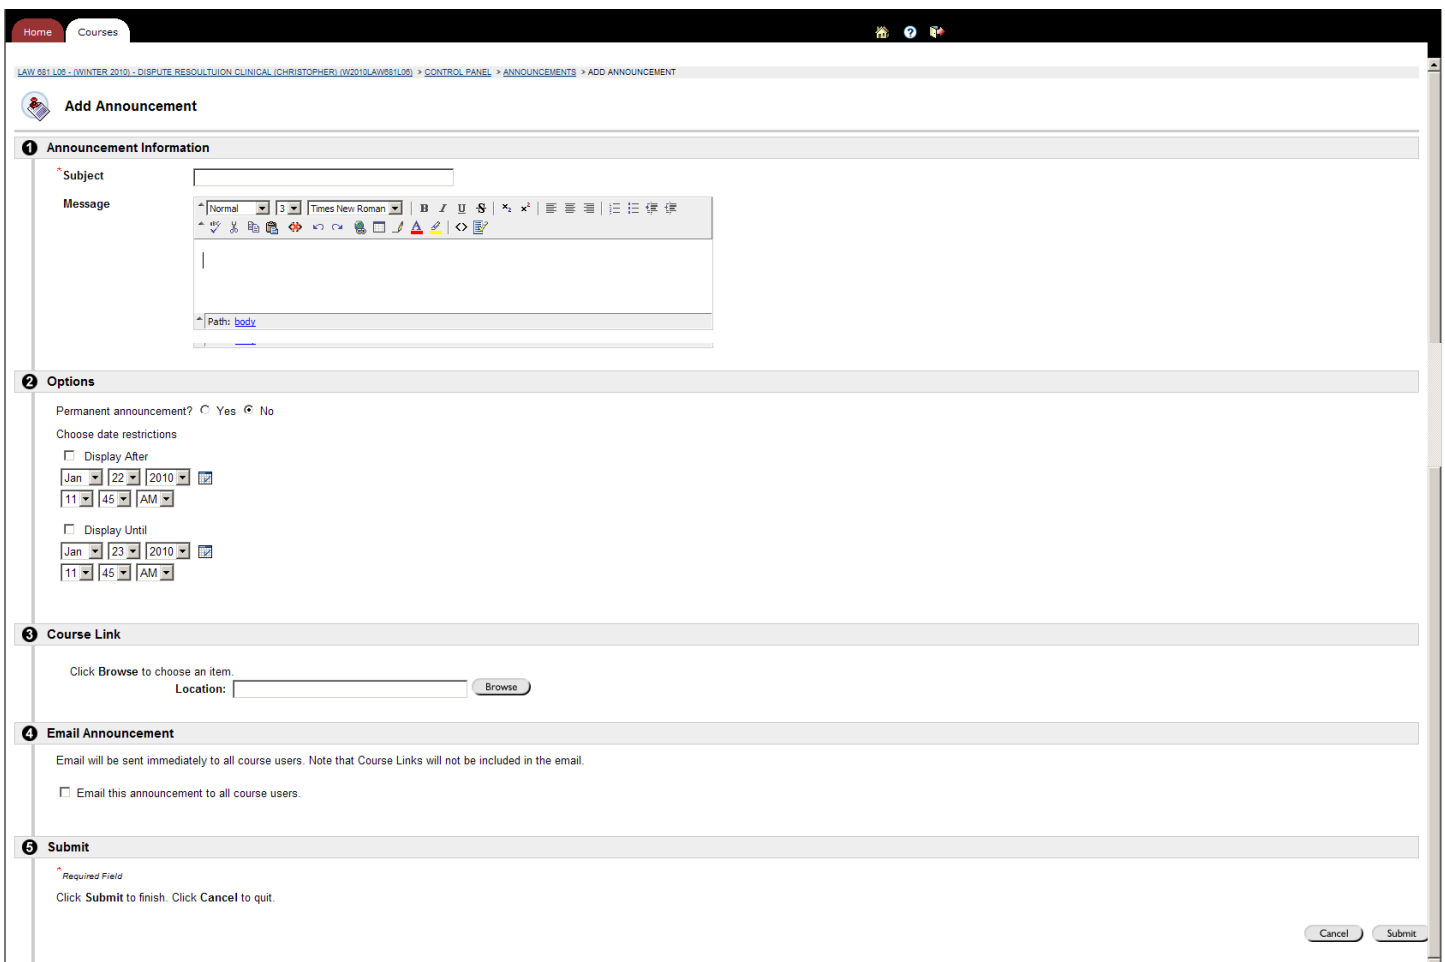 Home Courses
LAW 681 L06 - (WINTER 2010) - DISPUTE RESOULTUION CLINICAL (CHRISTOPHER) (W2010LAW681L06) > CONTROL PANEL > ANNOUNCEMENTS > ADD ANNOUNCEMENT
Add Announcement
1 Announcement Information
*Subject
Message
Normal 3 Times New Roman B I U S x2 x2
ABC A <>
Path: body
2 Options
Permanent announcement? Yes No
Choose date restrictions
Display After
Jan 22 2010
11 45 AM
Display Until
Jan 23 2010
11 45 AM
3 Course Link
Click Browse to choose an item.
Location: Browse
4 Email Announcement
Email will be sent immediately to all course users. Note that Course Links will not be included in the email.
Email this announcement to all course users.
5 Submit
*Required Field
Click Submit to finish. Click Cancel to quit.
Cancel Submit